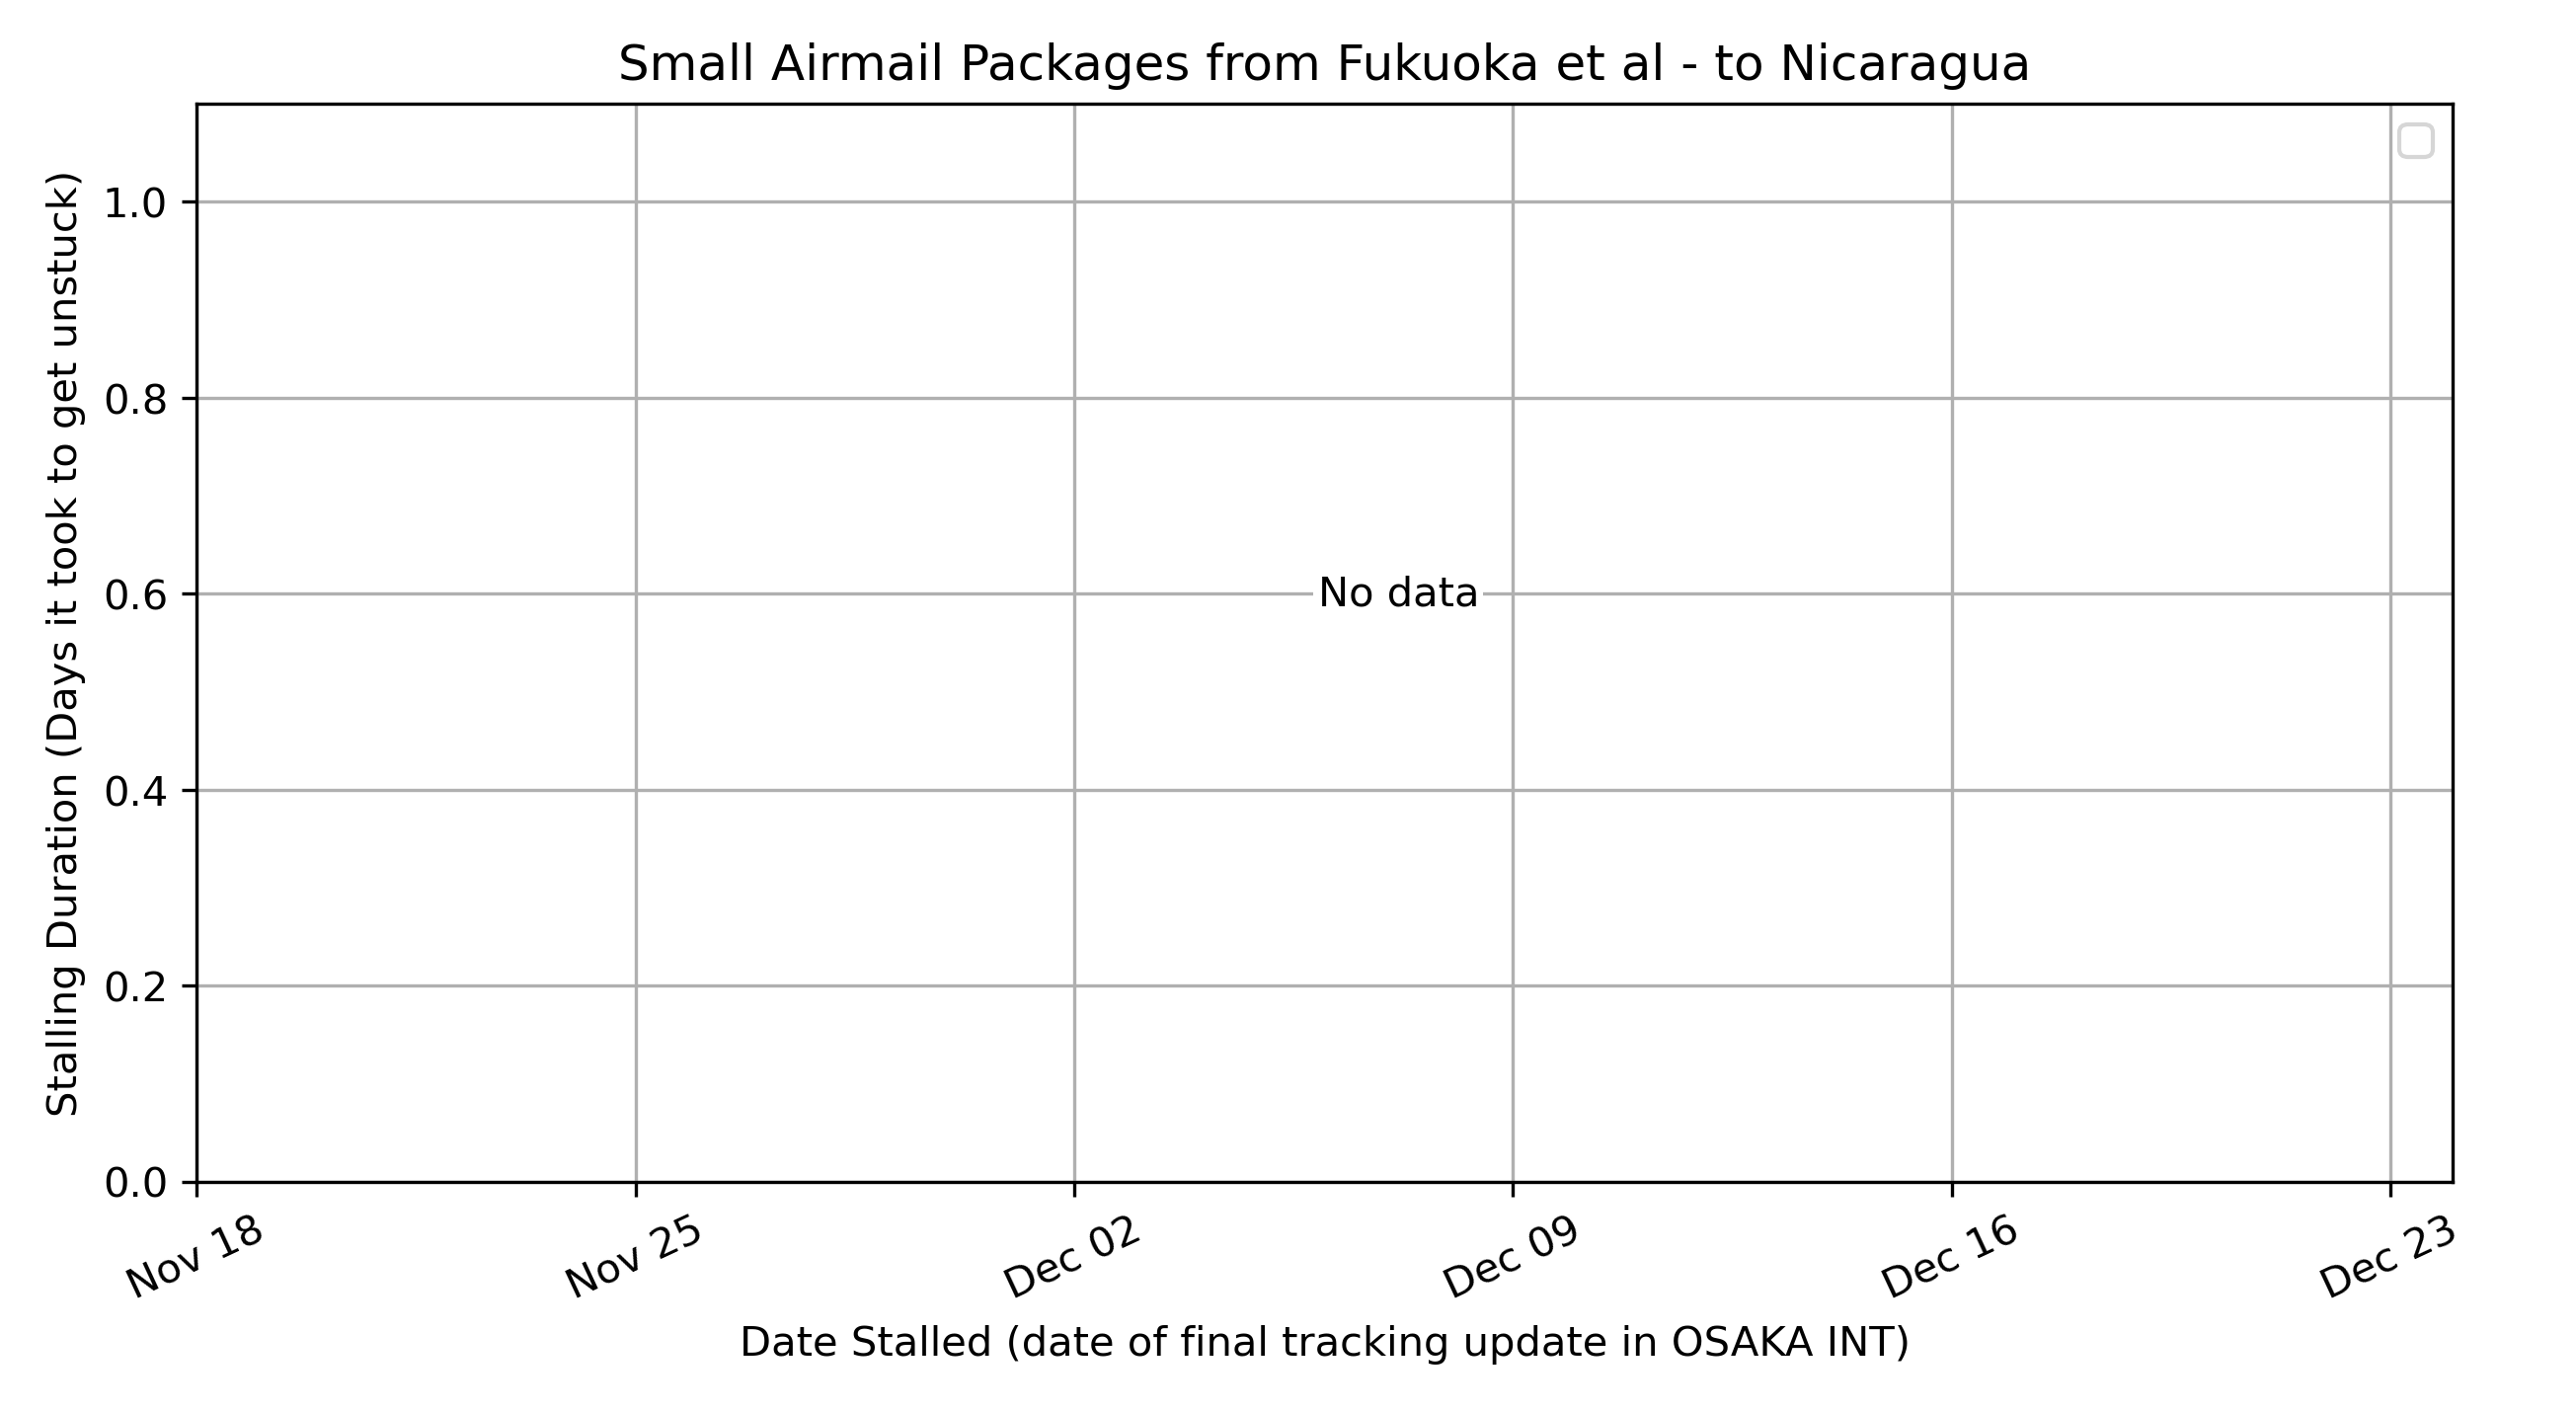 Small Airmail Packages from Fukuoka et al - to Nicaragua
Stalling Duration (Days it took to get unstuck)
1.0
0.8
0.6
0.4
0.2
0.0
No data
Nov 18
Nov 25
Dec 02
Dec 09
Dec 16
Dec 23
Date Stalled (date of final tracking update in OSAKA INT)